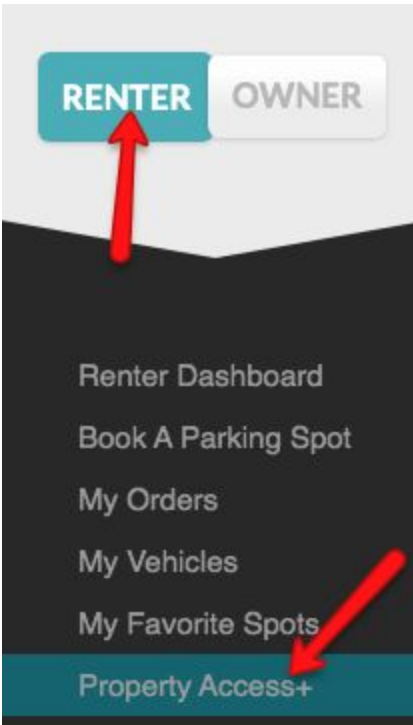 RENTER OWNER
Renter Dashboard
Book A Parking Spot
My Orders
My Vehicles
My Favorite Spots
Property Access+